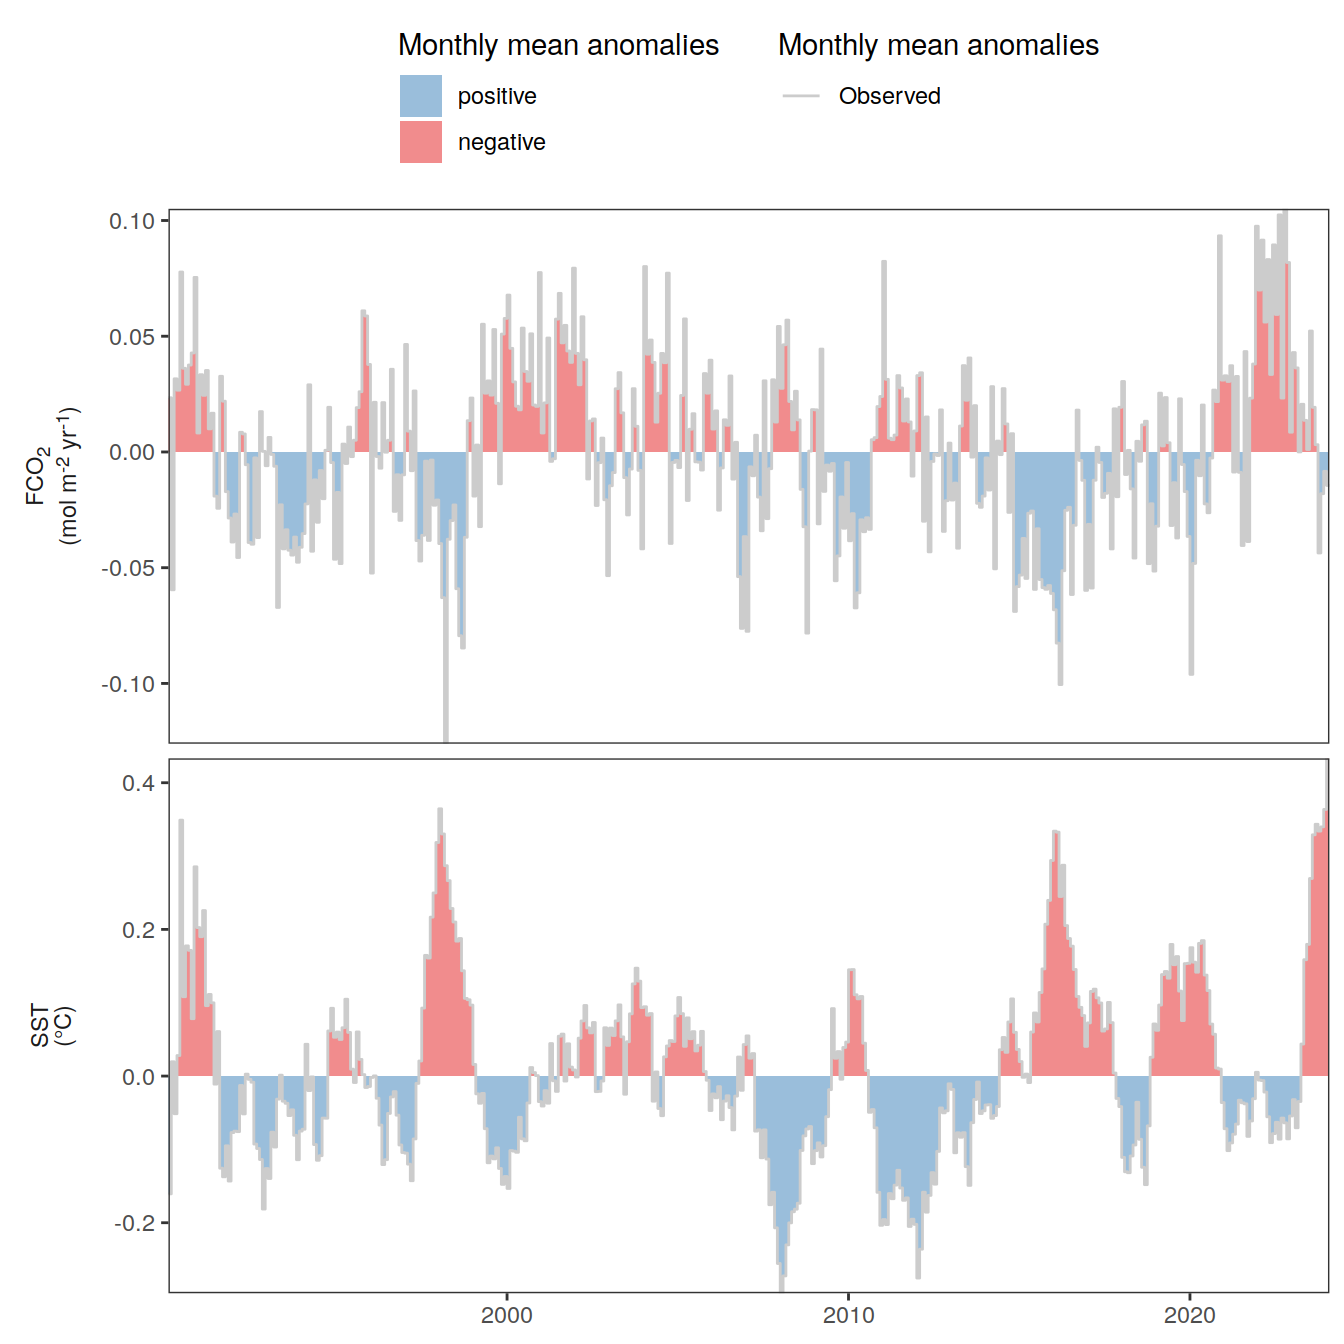 Monthly mean anomalies
positive
negative
Monthly mean anomalies
Observed
FCO₂
(mol m⁻² yr⁻¹)
0.10
0.05
0.00
-0.05
-0.10
SST
(°C)
0.4
0.2
0.0
-0.2
2000
2010
2020